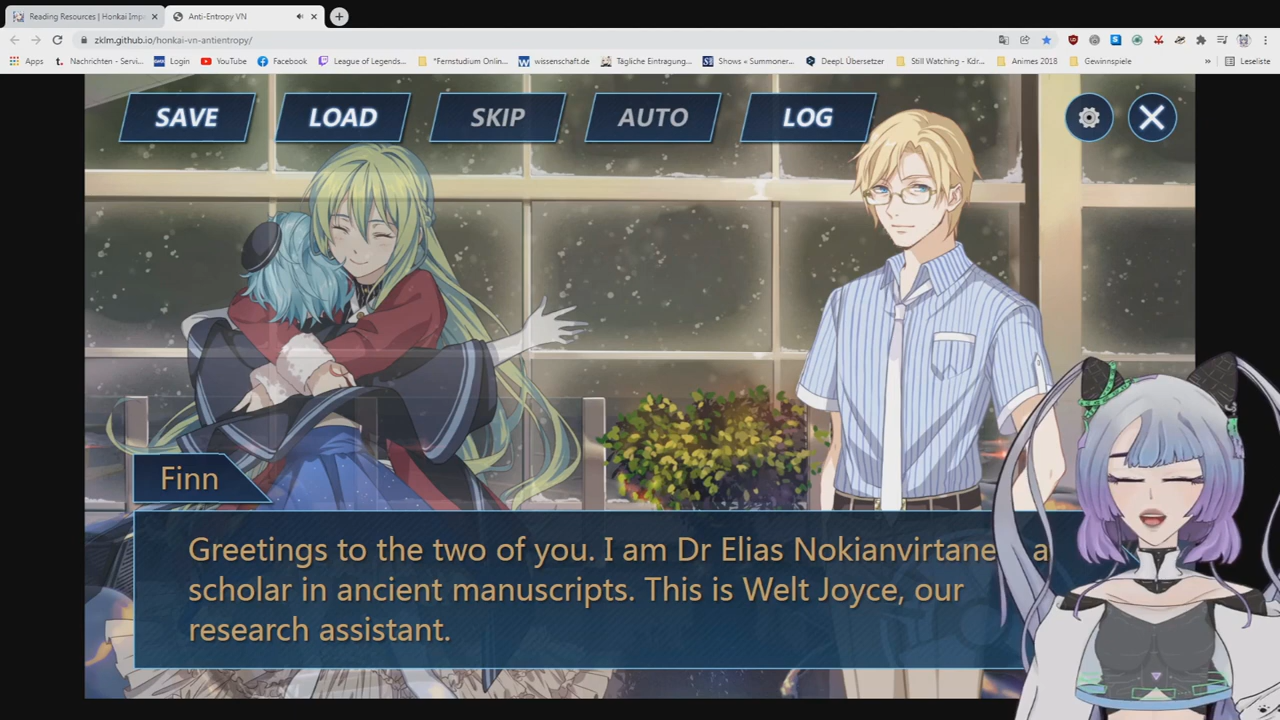 Reading Resources | Honkai Imp
Anti-Entropy VN
zklm.github.io/honkai-vn-antientropy/
Apps
Nachrichten - Servi...
Login
YouTube
Facebook
League of Legends...
*Fernstudium Onlin...
wissenschaft.de
Tägliche Eintragung...
Shows « Summoner...
DeepL Übersetzer
Still Watching - Kdr...
Animes 2018
Gewinnspiele
»
Leseliste
SAVE
LOAD
SKIP
AUTO
LOG
Finn
Greetings to the two of you. I am Dr Elias Nokianvirtane a
scholar in ancient manuscripts. This is Welt Joyce, our
research assistant.